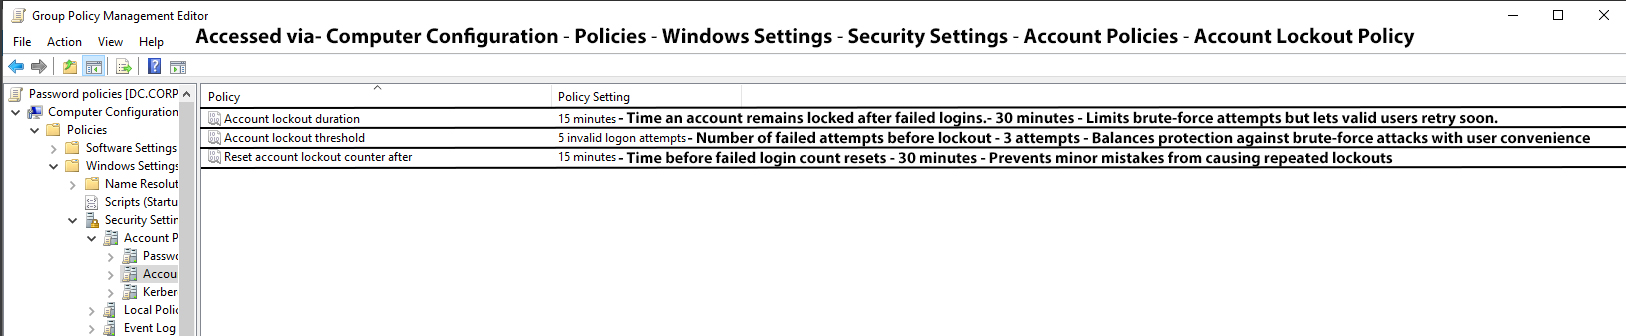 Group Policy Management Editor
File Action View Help
Accessed via- Computer Configuration - Policies - Windows Settings - Security Settings - Account Policies - Account Lockout Policy
Password policies [DC.CORP
Computer Configuration
Policies
Software Settings
Windows Settings
Name Resolut
Scripts (Startu
Security Settin
Account P
Passwo
Accou
Kerber
Local Polic
Event Log
Policy Policy Setting
Account lockout duration 15 minutes - Time an account remains locked after failed logins.- 30 minutes - Limits brute-force attempts but lets valid users retry soon.
Account lockout threshold 5 invalid logon attempts - Number of failed attempts before lockout - 3 attempts - Balances protection against brute-force attacks with user convenience
Reset account lockout counter after 15 minutes - Time before failed login count resets - 30 minutes - Prevents minor mistakes from causing repeated lockouts